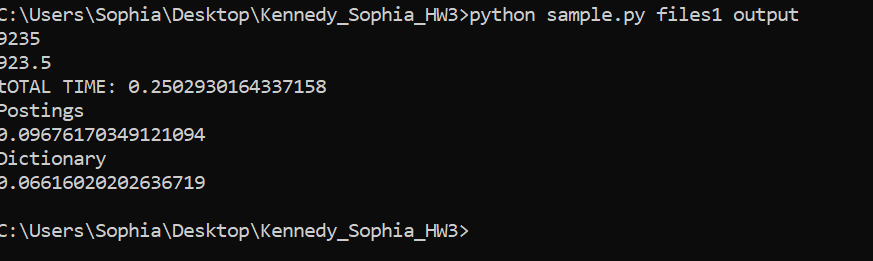 C:\Users\Sophia\Desktop\Kennedy_Sophia_HW3>python sample.py files1 output
9235
923.5
tOTAL TIME: 0.2502930164337158
Postings
0.09676170349121094
Dictionary
0.06616020202636719
C:\Users\Sophia\Desktop\Kennedy_Sophia_HW3>